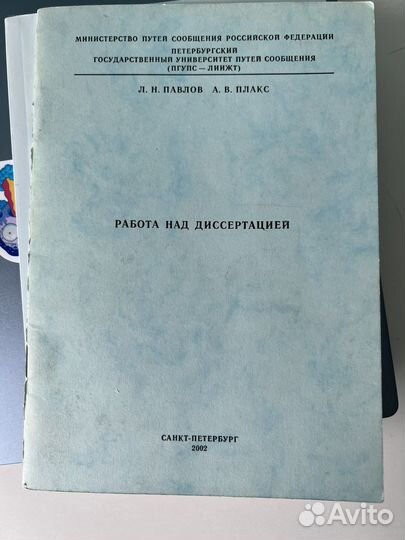 МИНИСТЕРСТВО ПУТЕЙ СООБЩЕНИЯ РОССИЙСКОЙ ФЕДЕРАЦИИ
ПЕТЕРБУРГСКИЙ
ГОСУДАРСТВЕННЫЙ УНИВЕРСИТЕТ ПУТЕЙ СООБЩЕНИЯ
(ПГУПС — ЛИИЖТ)
Л. Н. ПАВЛОВ А. В. ПЛАКС
РАБОТА НАД ДИССЕРТАЦИЕЙ
САНКТ-ПЕТЕРБУРГ
2002
Avito